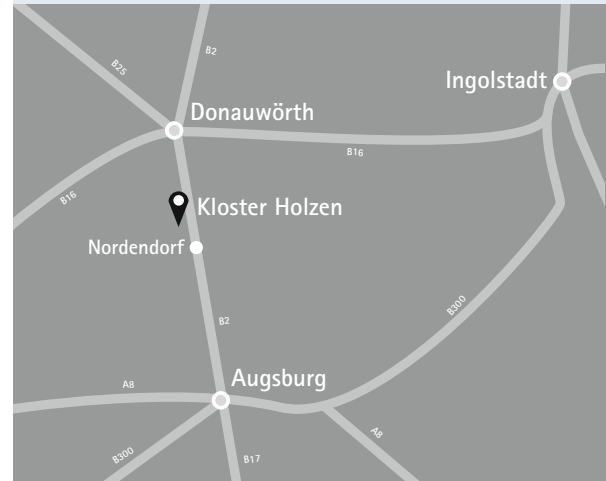 B2
B25
Ingolstadt
Donauwörth
B16
B16
Kloster Holzen
Nordendorf
B300
B2
Augsburg
A8
A8
B300
B17